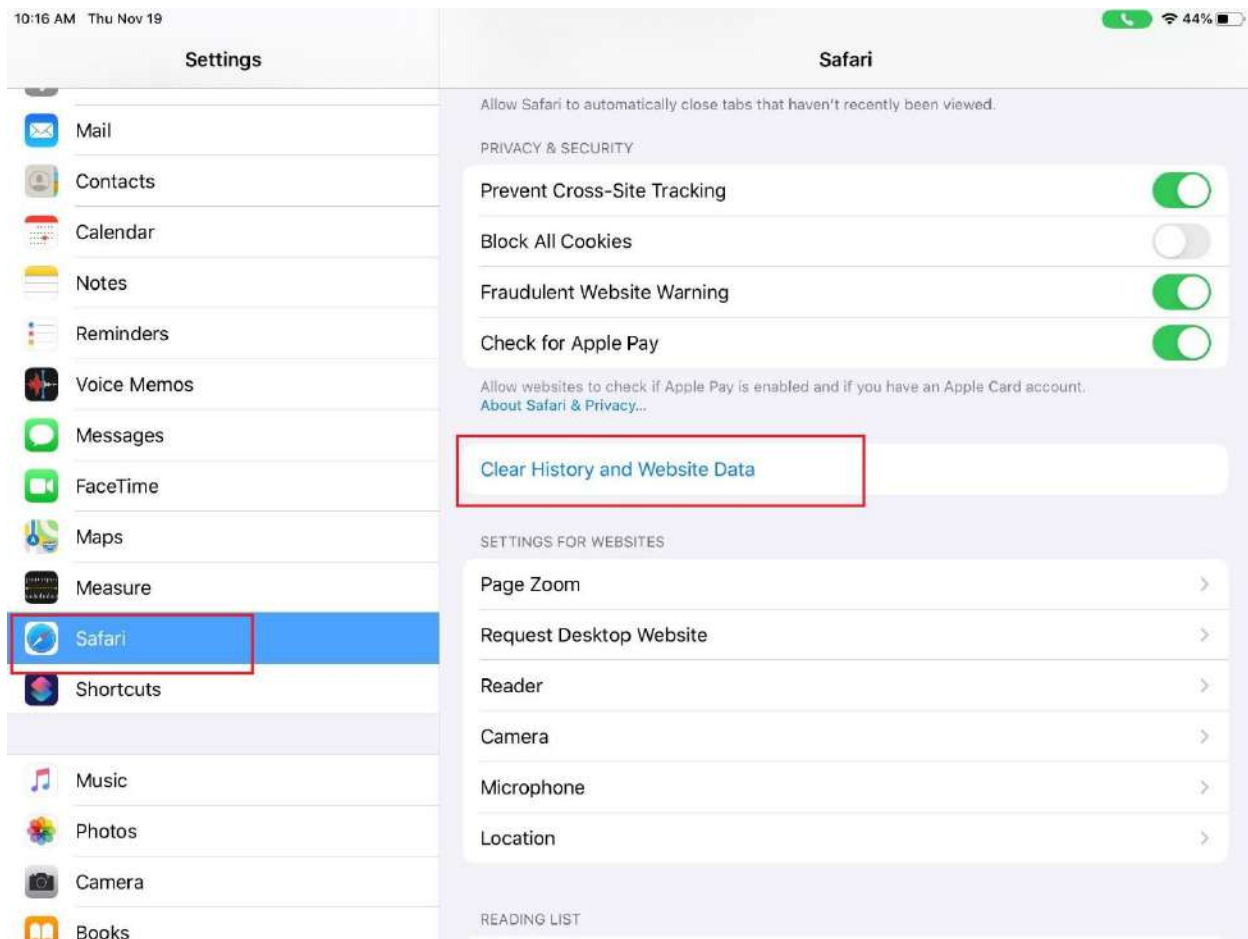 10:16 AM Thu Nov 19
44%
Settings
Mail
Contacts
Calendar
Notes
Reminders
Voice Memos
Messages
FaceTime
Maps
Measure
Safari
Shortcuts
Music
Photos
Camera
Books
Safari
Allow Safari to automatically close tabs that haven't recently been viewed.
PRIVACY & SECURITY
Prevent Cross-Site Tracking
Block All Cookies
Fraudulent Website Warning
Check for Apple Pay
Allow websites to check if Apple Pay is enabled and if you have an Apple Card account.
About Safari & Privacy...
Clear History and Website Data
SETTINGS FOR WEBSITES
Page Zoom
Request Desktop Website
Reader
Camera
Microphone
Location
READING LIST